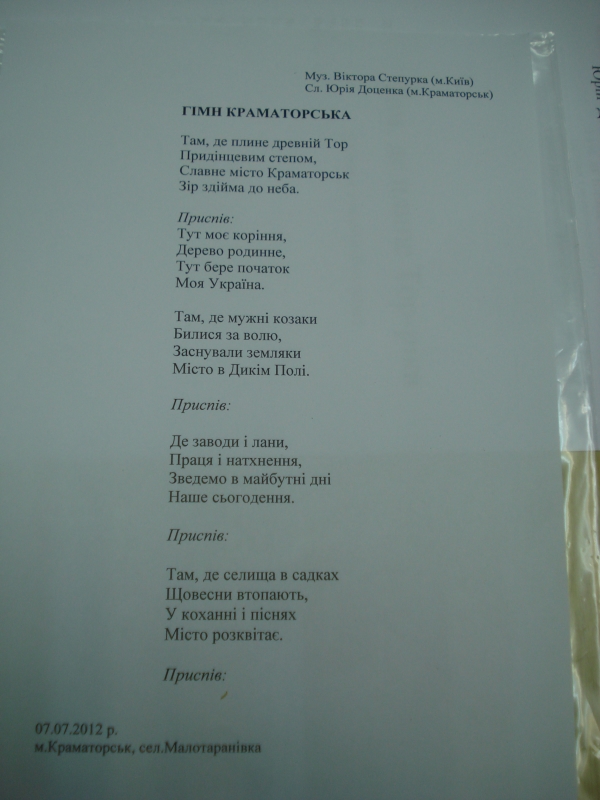 Муз. Віктора Степурка (м.Київ)
Сл. Юрія Доценка (м.Краматорськ)
ГІМН КРАМАТОРСЬКА
Там, де плине древній Тор
Придінцевим степом,
Славне місто Краматорськ
Зір здійма до неба.
Приспів:
Тут моє коріння,
Дерево родинне,
Тут бере початок
Моя Україна.
Там, де мужні козаки
Билися за волю,
Заснували земляки
Місто в Дикім Полі.
Приспів:
Де заводи і лани,
Праця і натхнення,
Зведемо в майбутні дні
Наше сьогодення.
Приспів:
Там, де селища в садках
Щовесни втопають,
У коханні і піснях
Місто розквітає.
Приспів:
07.07.2012 р.
м.Краматорськ, сел.Малотаранівка